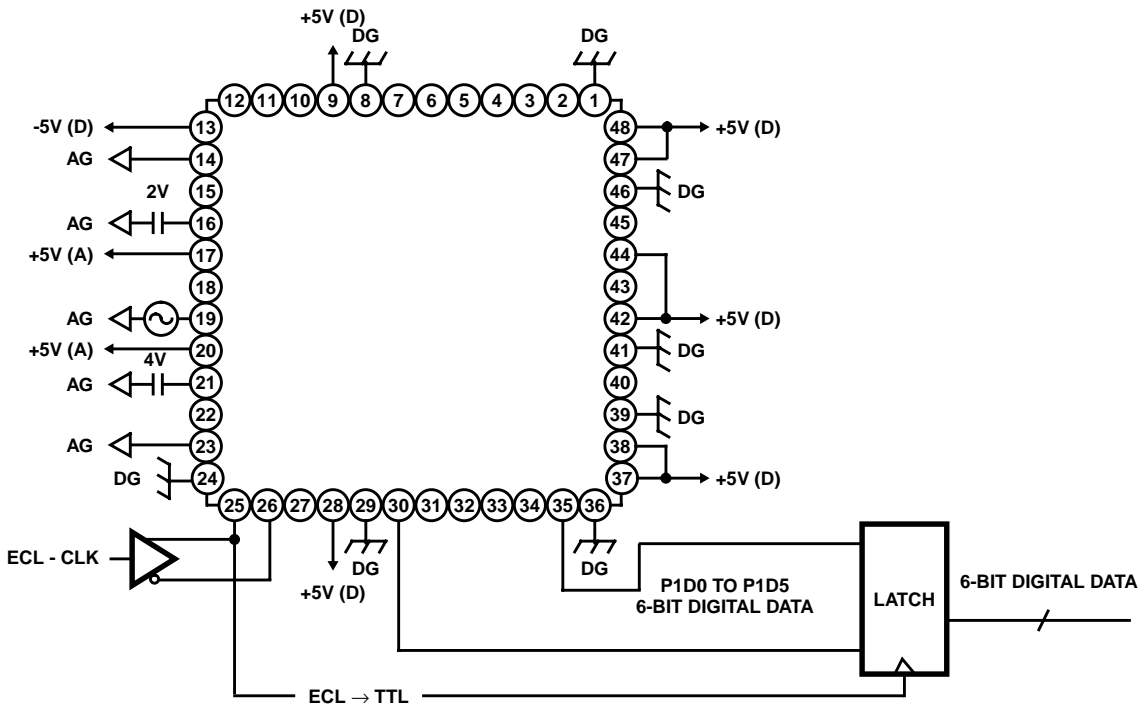 +5V (D)
DG
DG
12 11 10 9 8 7 6 5 4 3 2 1
-5V (D) 13
48 +5V (D)
AG 14
47
15
46 DG
2V
AG 16
45
+5V (A) 17
44
18
43
AG 19
42 +5V (D)
+5V (A) 20
41 DG
4V
AG 21
40
22
39 DG
AG 23
38
DG 24
37 +5V (D)
25 26 27 28 29 30 31 32 33 34 35 36
ECL - CLK
+5V (D)
DG
DG
P1D0 TO P1D5
6-BIT DIGITAL DATA
LATCH
6-BIT DIGITAL DATA
ECL → TTL